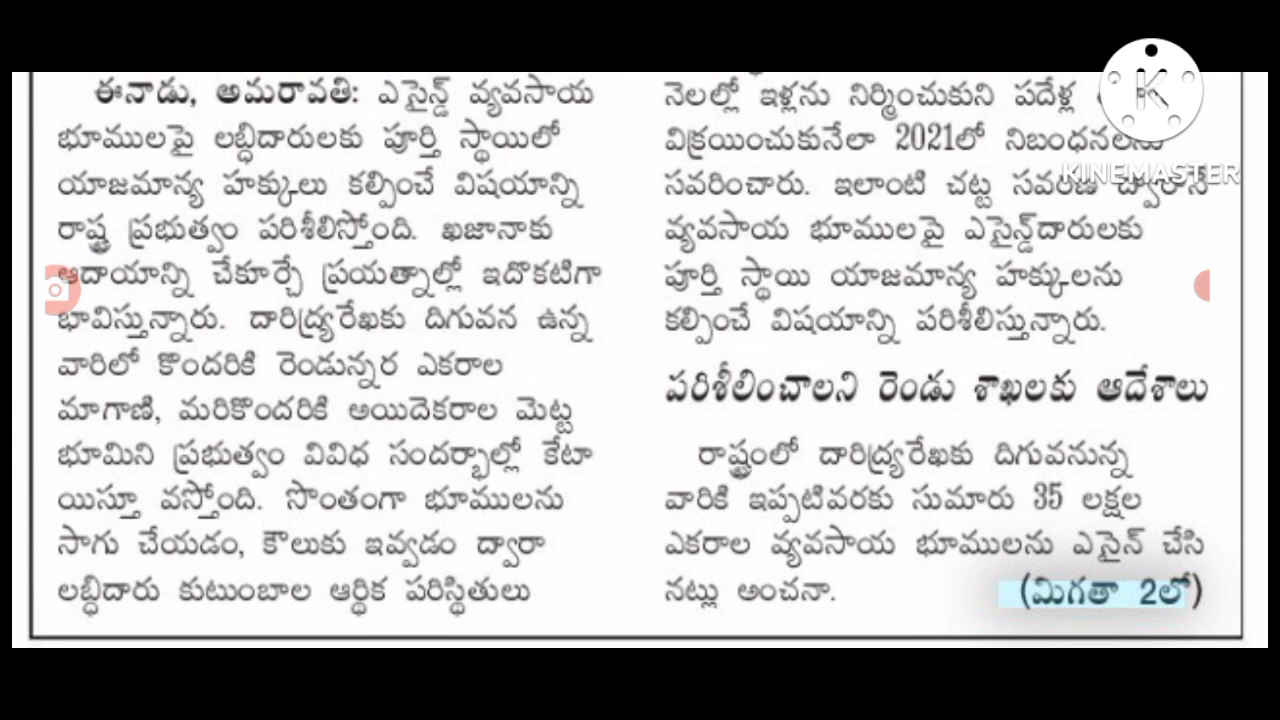 ఈనాడు, అమరావతి: ఎసైన్డ్ వ్యవసాయ
భూములపై లబ్ధిదారులకు పూర్తి స్థాయిలో
యాజమాన్య హక్కులు కల్పించే విషయాన్ని
రాష్ట్ర ప్రభుత్వం పరిశీలిస్తోంది. ఖజానాకు
ఆదాయాన్ని చేకూర్చే ప్రయత్నాల్లో ఇదొకటిగా
భావిస్తున్నారు. దారిద్ర్యరేఖకు దిగువన ఉన్న
వారిలో కొందరికి రెండున్నర ఎకరాల
మాగాణి, మరికొందరికి అయిదెకరాల మెట్ట
భూమిని ప్రభుత్వం వివిధ సందర్భాల్లో కేటా
యిస్తూ వస్తోంది. సొంతంగా భూములను
సాగు చేయడం, కౌలుకు ఇవ్వడం ద్వారా
లబ్ధిదారు కుటుంబాల ఆర్థిక పరిస్థితులు
నెలల్లో ఇళ్లను నిర్మించుకుని పదేళ్ల
విక్రయించుకునేలా 2021లో నిబంధనలను
సవరించారు. ఇలాంటి చట్ట సవరణ
వ్యవసాయ భూములపై ఎసైన్డ్‌దారులకు
పూర్తి స్థాయి యాజమాన్య హక్కులను
కల్పించే విషయాన్ని పరిశీలిస్తున్నారు.
పరిశీలించాలని రెండు శాఖలకు ఆదేశాలు
రాష్ట్రంలో దారిద్ర్యరేఖకు దిగువనున్న
వారికి ఇప్పటివరకు సుమారు 35 లక్షల
ఎకరాల వ్యవసాయ భూములను ఎసైన్ చేసి
నట్లు అంచనా. (మిగతా 2లో)
KINEMASTER